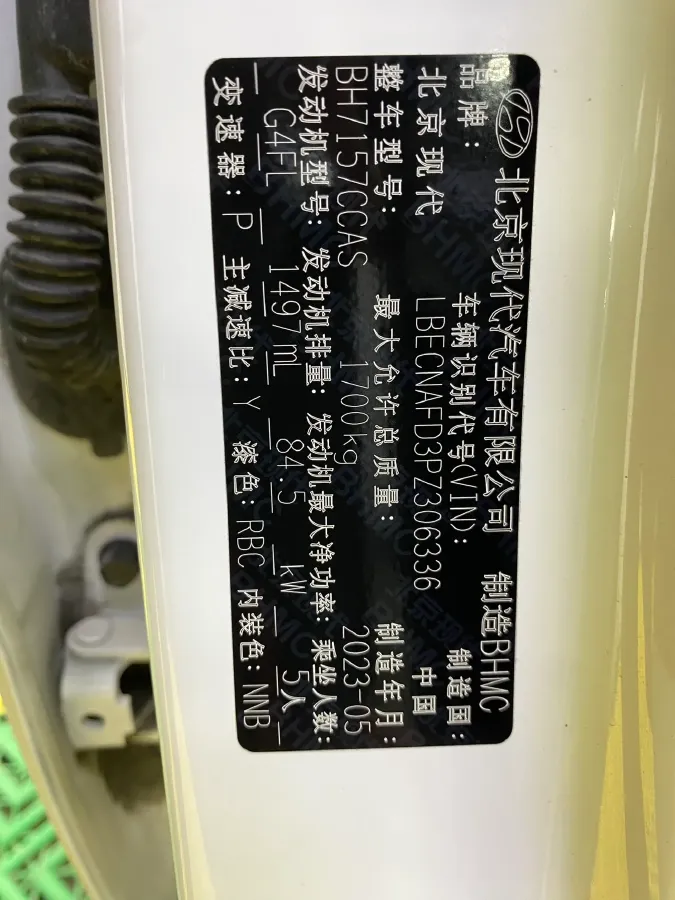 北京现代汽车有限公司 制造BHMC
品牌: 车辆识别代号(VIN): 制造国:
北京现代 LBECNAFD3PZ306336 中国
整车型号: 最大允许总质量: 制造年月:
BH7157CCAS 1700kg 2023-05
发动机型号: 发动机排量: 发动机最大净功率: 乘坐人数:
G4FL 1497mL 84.5 kW 5人
变速器: P 主减速比: Y 漆色: RBC 内装色: NNB